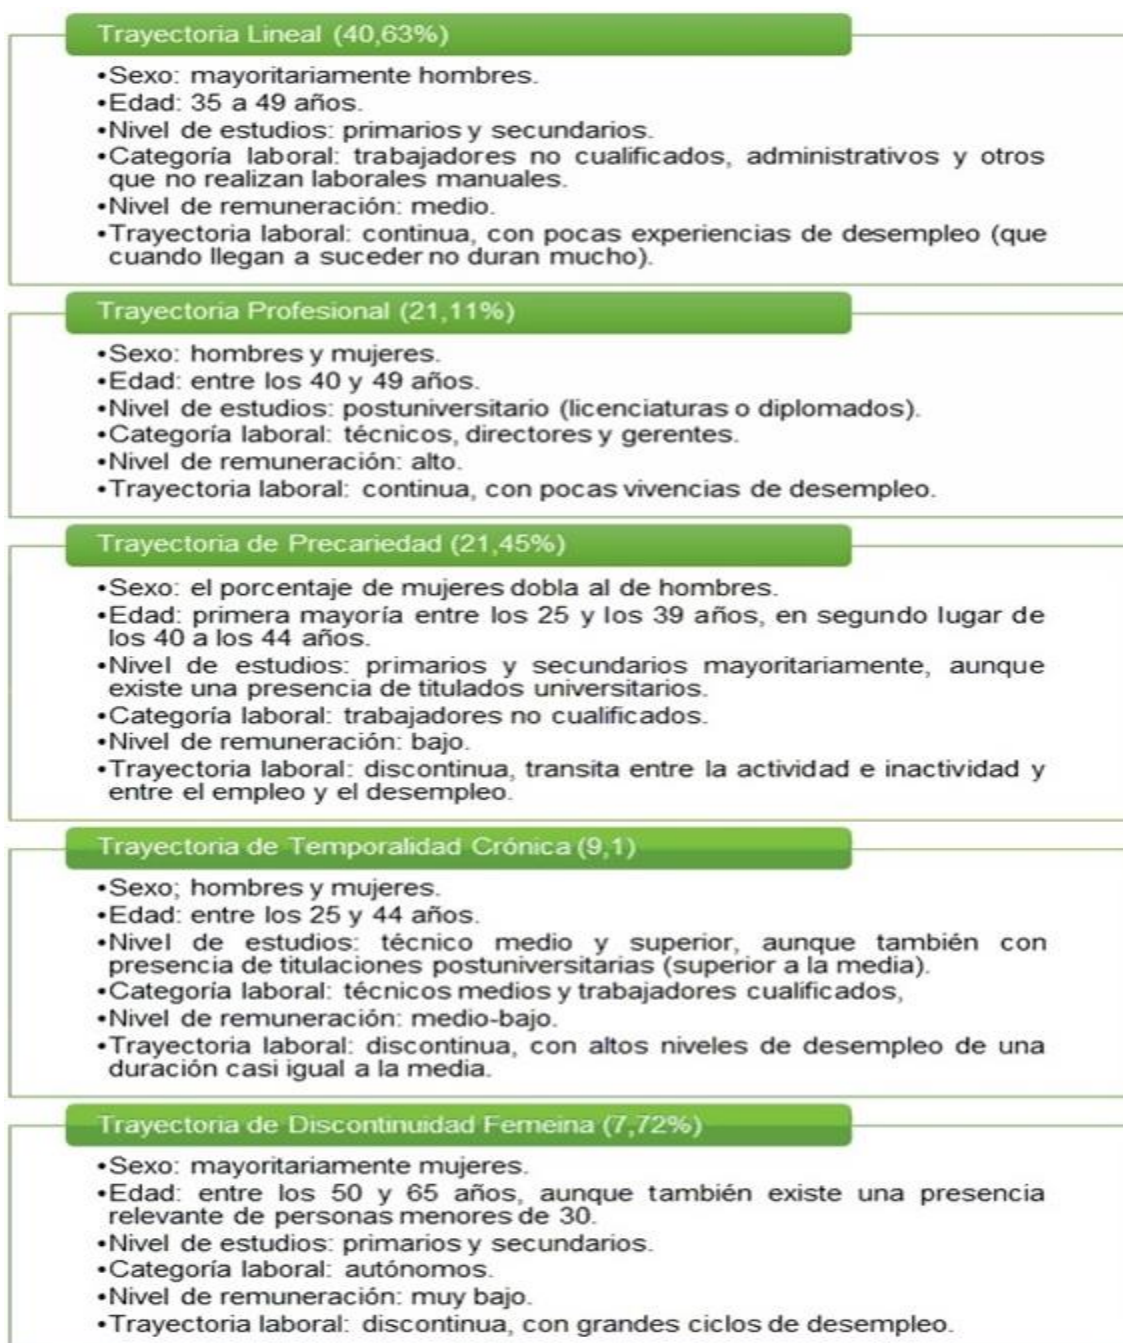 Trayectoria Lineal (40,63%)
•Sexo: mayoritariamente hombres.
•Edad: 35 a 49 años.
•Nivel de estudios: primarios y secundarios.
•Categoría laboral: trabajadores no cualificados, administrativos y otros
que no realizan laborales manuales.
•Nivel de remuneración: medio.
•Trayectoria laboral: continua, con pocas experiencias de desempleo (que
cuando llegan a suceder no duran mucho).
Trayectoria Profesional (21,11%)
•Sexo: hombres y mujeres.
•Edad: entre los 40 y 49 años.
•Nivel de estudios: postuniversitario (licenciaturas o diplomados).
•Categoría laboral: técnicos, directores y gerentes.
•Nivel de remuneración: alto.
•Trayectoria laboral: continua, con pocas vivencias de desempleo.
Trayectoria de Precariedad (21,45%)
•Sexo: el porcentaje de mujeres dobla al de hombres.
•Edad: primera mayoría entre los 25 y los 39 años, en segundo lugar de
los 40 a los 44 años.
•Nivel de estudios: primarios y secundarios mayoritariamente, aunque
existe una presencia de titulados universitarios.
•Categoría laboral: trabajadores no cualificados.
•Nivel de remuneración: bajo.
•Trayectoria laboral: discontinua, transita entre la actividad e inactividad y
entre el empleo y el desempleo.
Trayectoria de Temporalidad Crónica (9,1)
•Sexo; hombres y mujeres.
•Edad: entre los 25 y 44 años.
•Nivel de estudios: técnico medio y superior, aunque también con
presencia de titulaciones postuniversitarias (superior a la media).
•Categoría laboral: técnicos medios y trabajadores cualificados,
•Nivel de remuneración: medio-bajo.
•Trayectoria laboral: discontinua, con altos niveles de desempleo de una
duración casi igual a la media.
Trayectoria de Discontinuidad Femeina (7,72%)
•Sexo: mayoritariamente mujeres.
•Edad: entre los 50 y 65 años, aunque también existe una presencia
relevante de personas menores de 30.
•Nivel de estudios: primarios y secundarios.
•Categoría laboral: autónomos.
•Nivel de remuneración: muy bajo.
•Trayectoria laboral: discontinua, con grandes ciclos de desempleo.